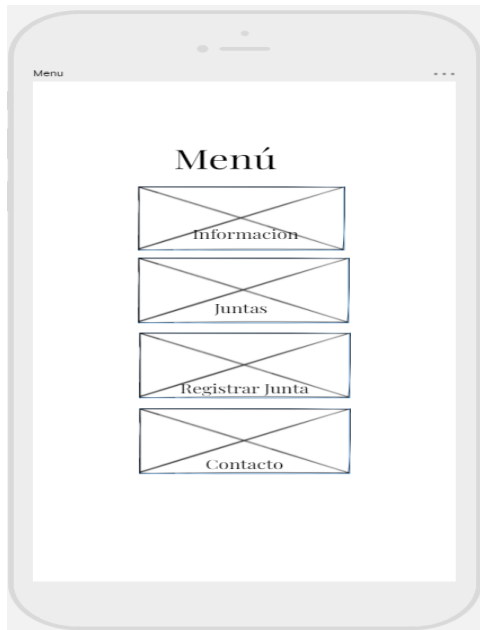 Menu
Menú
Informacion
Juntas
Registrar Junta
Contacto